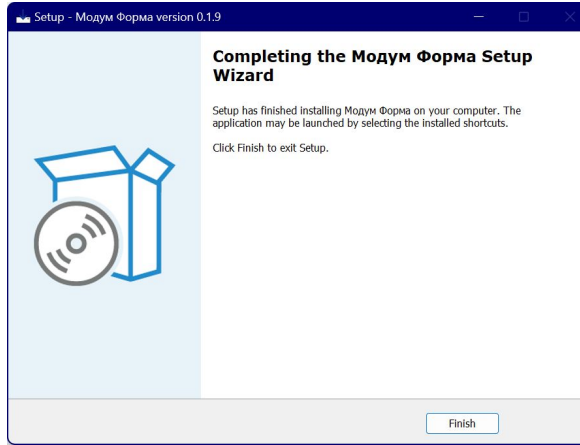 Setup - Модум Форма version 0.1.9
Completing the Модум Форма Setup
Wizard
Setup has finished installing Модум Форма on your computer. The
application may be launched by selecting the installed shortcuts.
Click Finish to exit Setup.
Finish